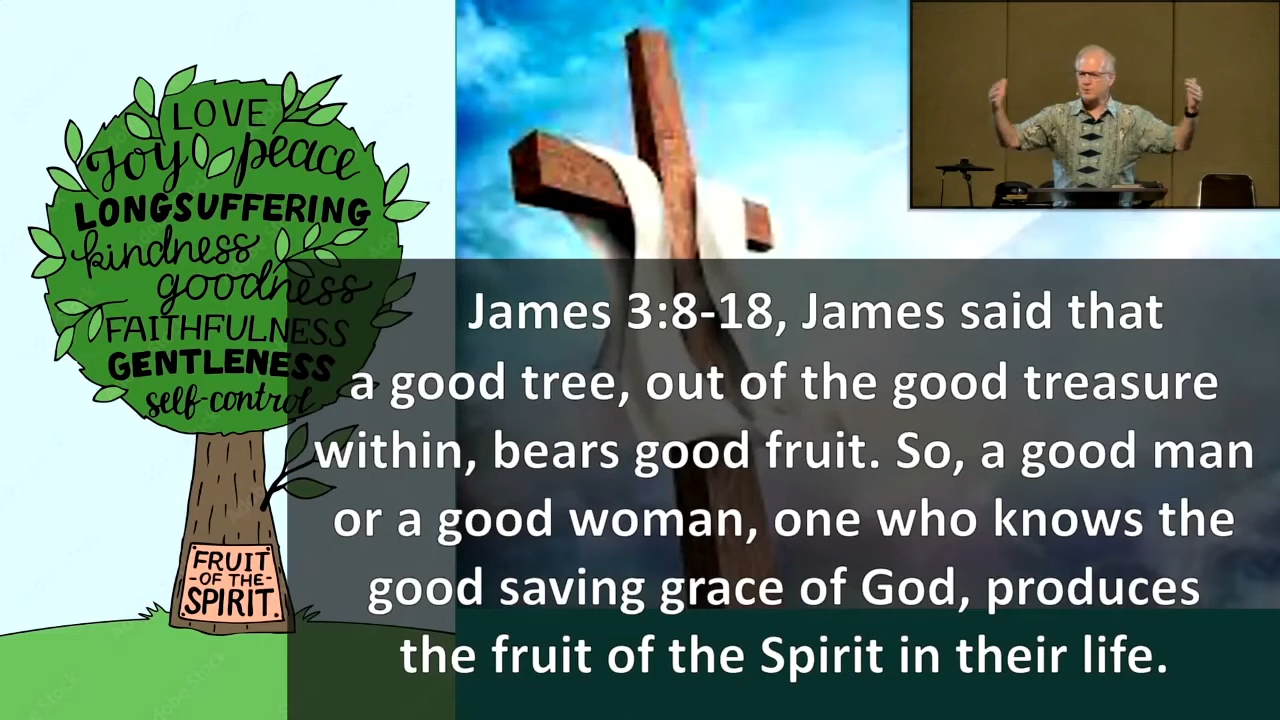 LOVE
Joy peace
LONGSUFFERING
kindness
goodness
FAITHFULNESS
GENTLENESS
self-control
FRUIT
-OF THE-
SPIRIT
James 3:8-18, James said that
a good tree, out of the good treasure
within, bears good fruit. So, a good man
or a good woman, one who knows the
good saving grace of God, produces
the fruit of the Spirit in their life.